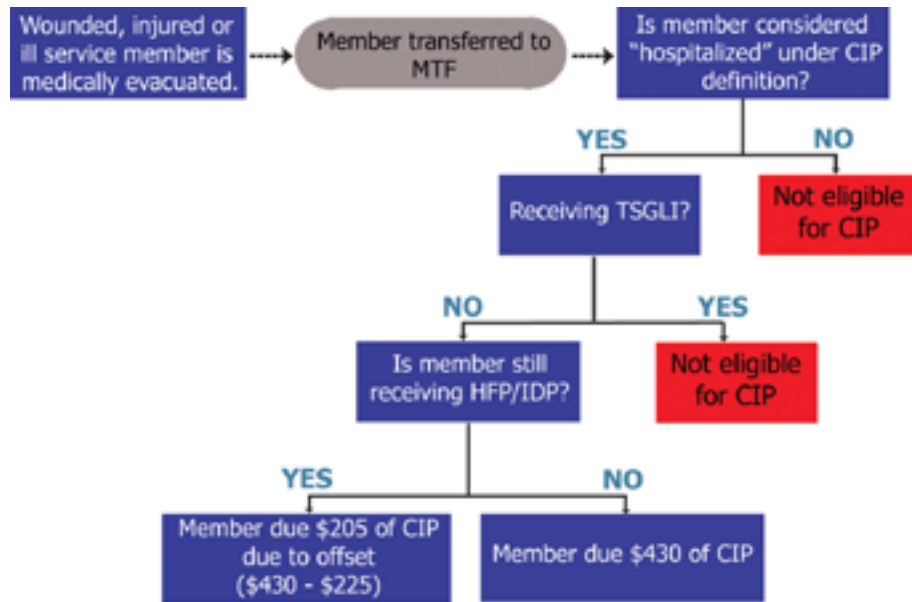 Wounded, injured or
ill service member is
medically evacuated.
Member transferred to
MTF
Is member considered
“hospitalized” under CIP
definition?
YES
NO
Receiving TSGLI?
Not eligible
for CIP
NO
YES
Is member still
receiving HFP/IDP?
Not eligible
for CIP
YES
NO
Member due $205 of CIP
due to offset
($430 - $225)
Member due $430 of CIP